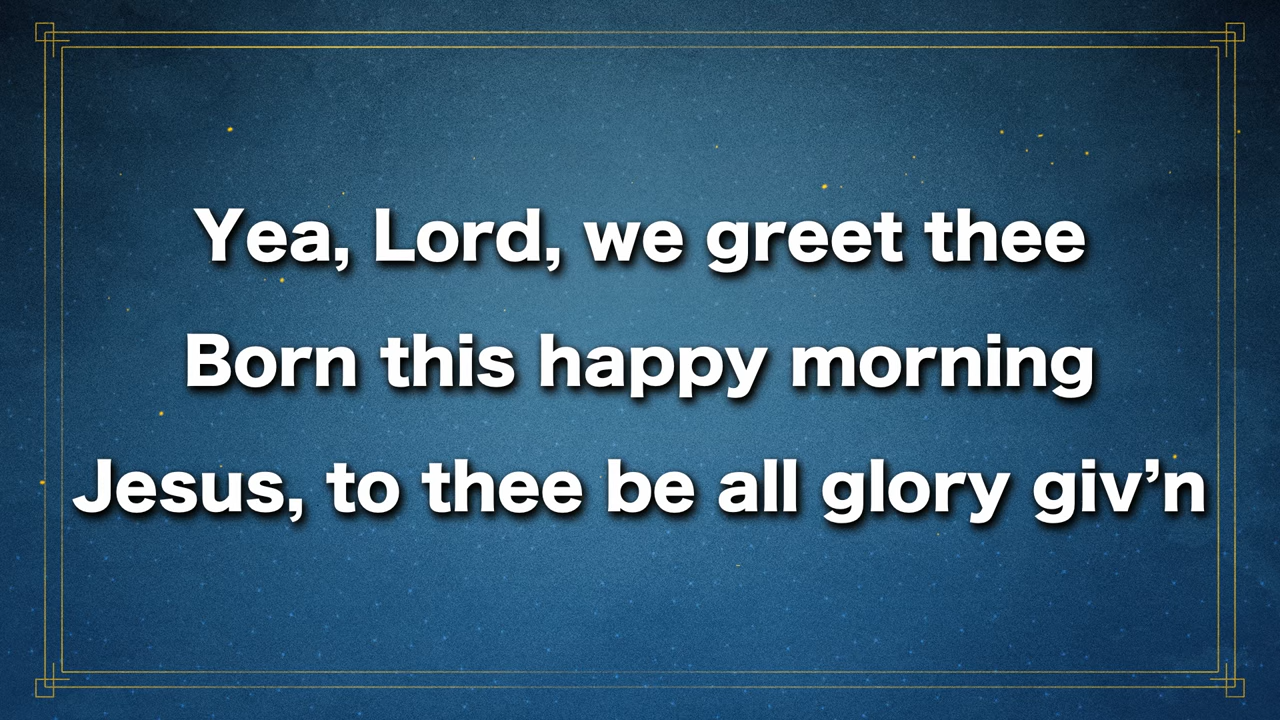 Yea, Lord, we greet thee
Born this happy morning
Jesus, to thee be all glory giv’n